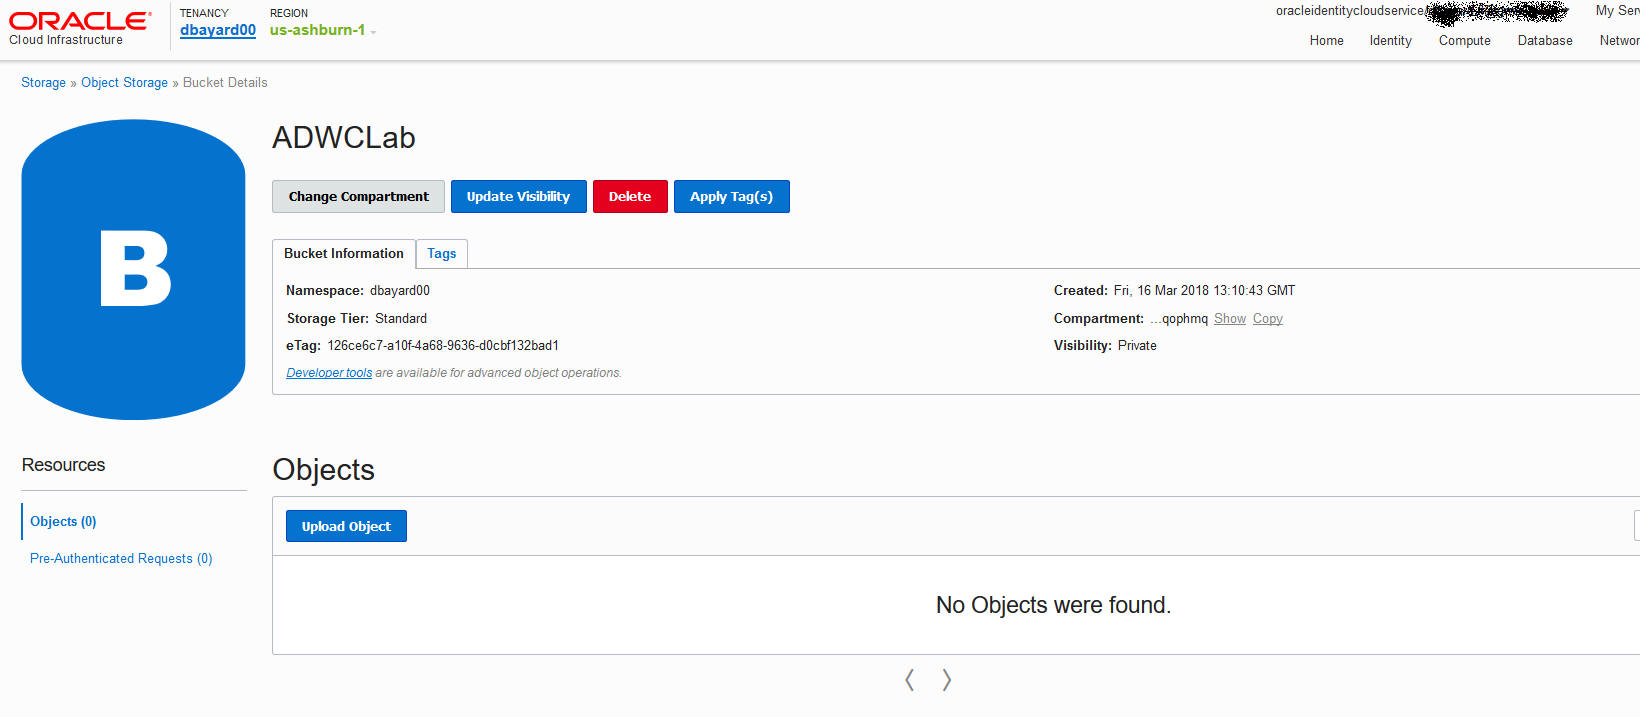 ORACLE
Cloud Infrastructure
TENANCY
dbayard00
REGION
us-ashburn-1
oracleidentitycloudservice/
My Ser
Home Identity Compute Database Networ
Storage » Object Storage » Bucket Details
B
ADWCLab
Change Compartment Update Visibility Delete Apply Tag(s)
Bucket Information Tags
Namespace: dbayard00 Created: Fri, 16 Mar 2018 13:10:43 GMT
Storage Tier: Standard Compartment: ...qophmq Show Copy
eTag: 126ce6c7-a10f-4a68-9636-d0cbf132bad1 Visibility: Private
Developer tools are available for advanced object operations.
Resources
Objects (0)
Pre-Authenticated Requests (0)
Objects
Upload Object
No Objects were found.